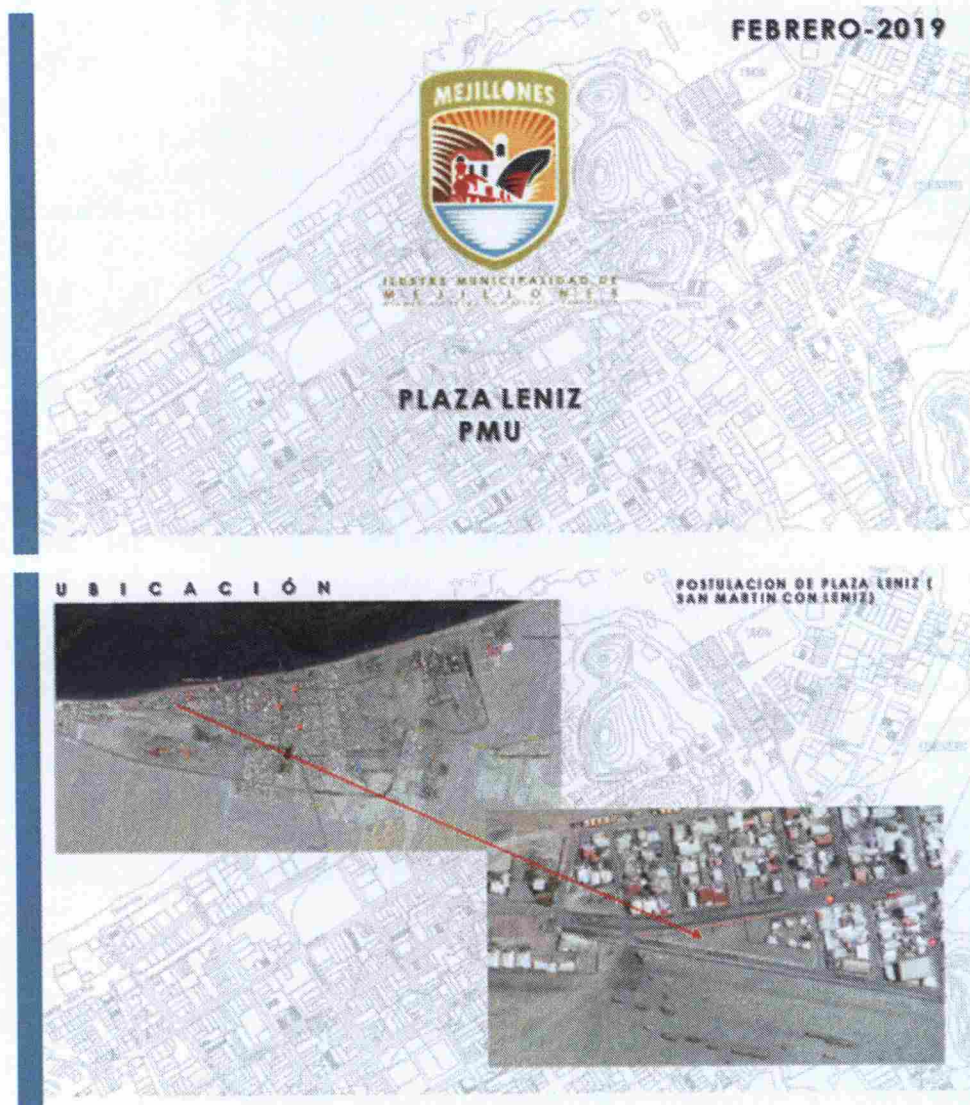 FEBRERO-2019
MEJILLONES
ILUSTRE MUNICIPALIDAD DE
MEJILLONES
PLAZA LENIZ
PMU
UBICACIÓN
POSTULACION DE PLAZA LENIZ (
SAN MARTIN CON LENIZ)